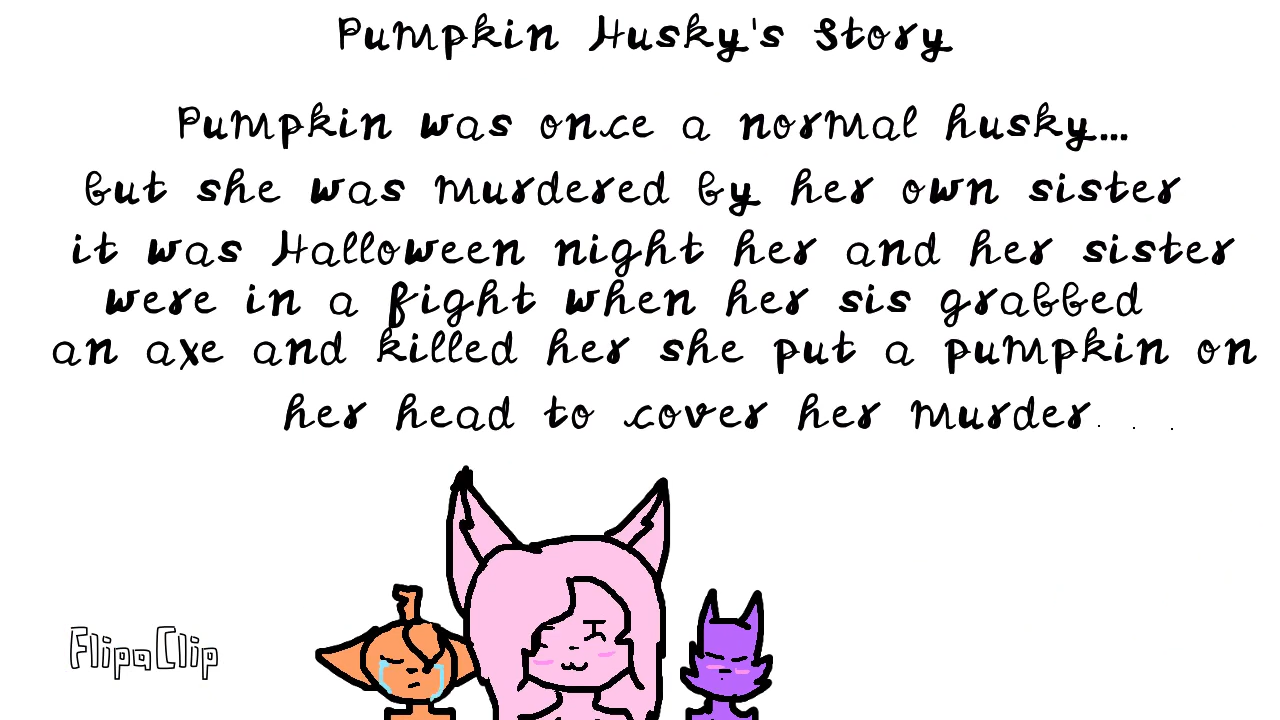 Pumpkin Husky's Story
Pumpkin was once a normal husky...
but she was murdered by her own sister
it was Halloween night her and her sister
were in a fight when her sis grabbed
an axe and killed her she put a pumpkin on
her head to cover her murder. . .
FlipaClip